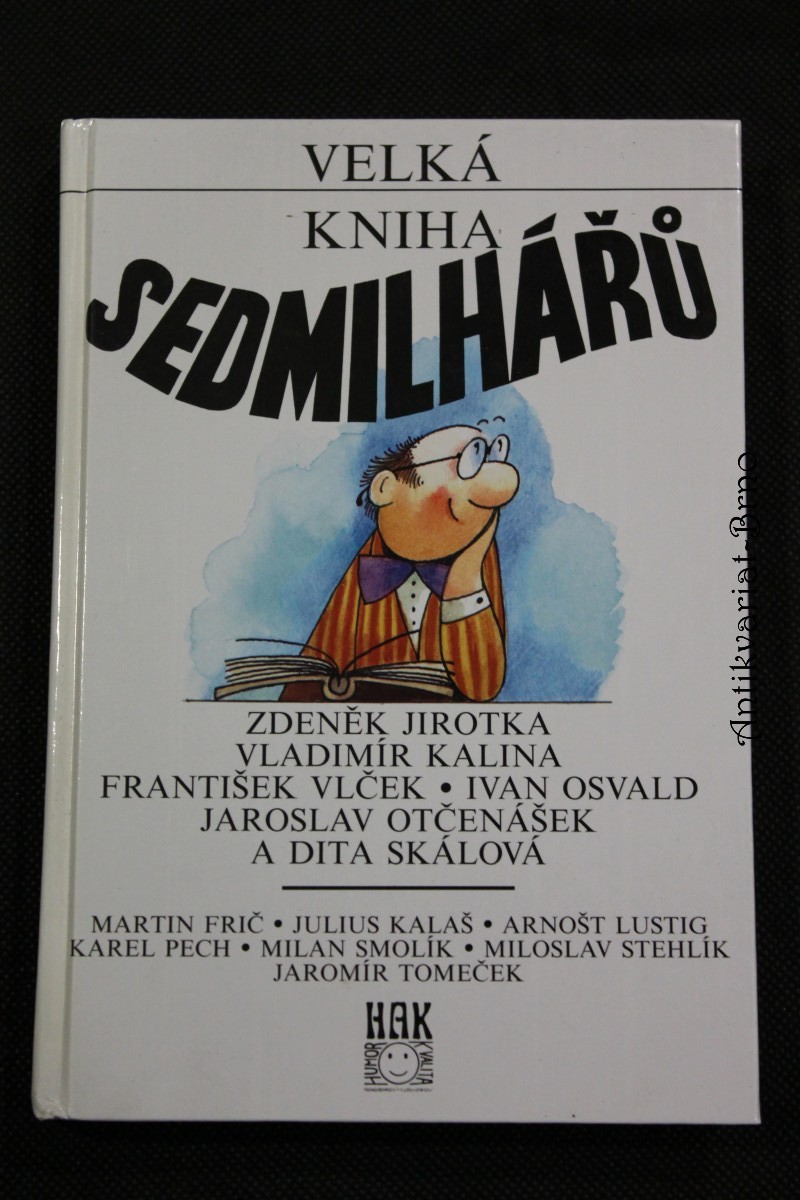 VELKÁ
KNIHA
SEDMILHÁŘŮ
ZDENĚK JIROTKA
VLADIMÍR KALINA
FRANTIŠEK VLČEK • IVAN OSVALD
JAROSLAV OTČENÁŠEK
A DITA SKÁLOVÁ
MARTIN FRIČ • JULIUS KALAŠ • ARNOŠT LUSTIG
KAREL PECH • MILAN SMOLÍK • MILOSLAV STEHLÍK
JAROMÍR TOMEČEK
HAK
HUMOR
KVALITA
Antikvariat-Brno